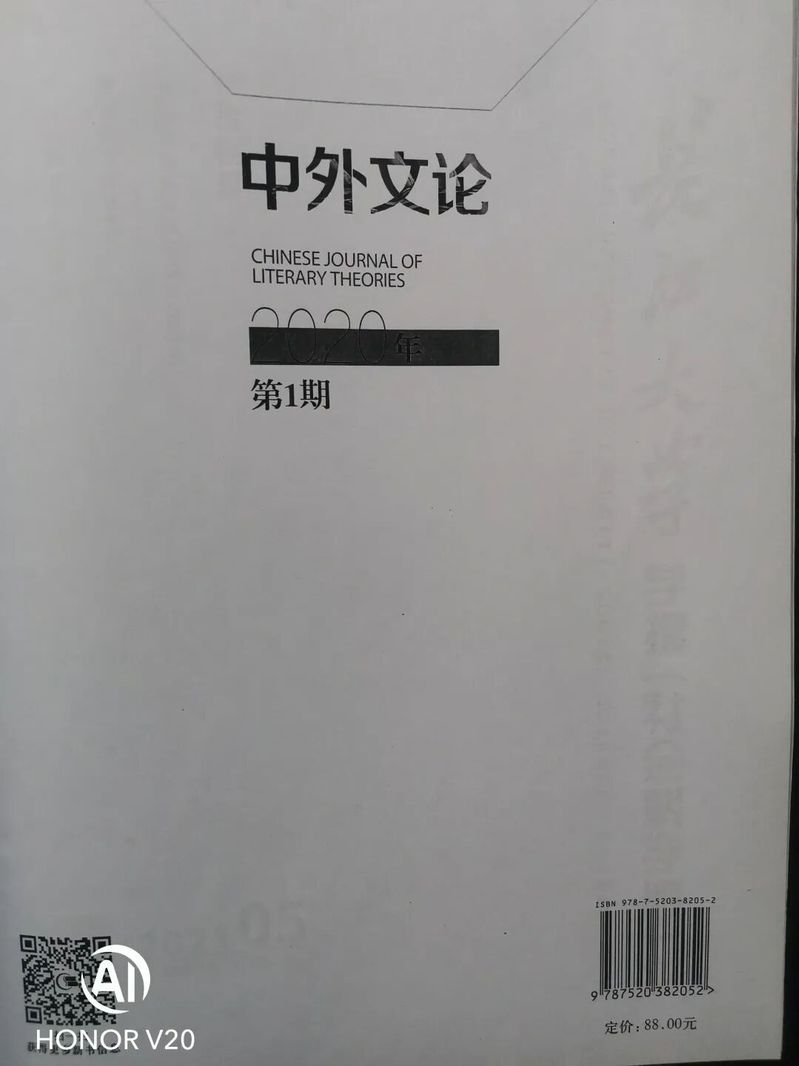 中外文论
CHINESE JOURNAL OF
LITERARY THEORIES
2020年
第1期
ISBN 978-7-5203-8205-2
9 787520 382052>
定价：88.00元
AI
HONOR V20